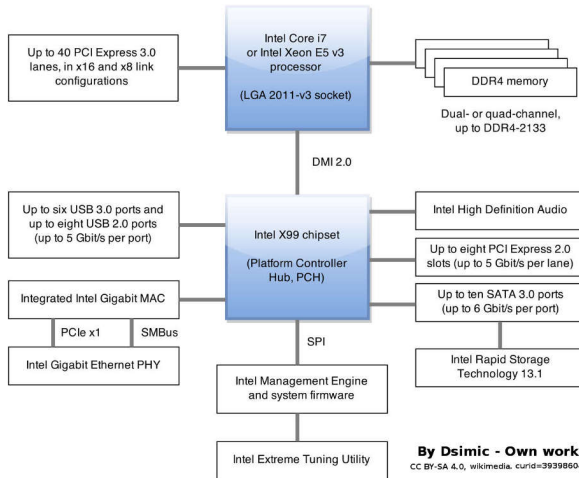 Up to 40 PCI Express 3.0
lanes, in x16 and x8 link
configurations
Intel Core i7
or Intel Xeon E5 v3
processor
(LGA 2011-v3 socket)
DDR4 memory
Dual- or quad-channel,
up to DDR4-2133
DMI 2.0
Up to six USB 3.0 ports and
up to eight USB 2.0 ports
(up to 5 Gbit/s per port)
Intel X99 chipset
(Platform Controller
Hub, PCH)
Intel High Definition Audio
Up to eight PCI Express 2.0
slots (up to 5 Gbit/s per lane)
Integrated Intel Gigabit MAC
Up to ten SATA 3.0 ports
(up to 6 Gbit/s per port)
PCIe x1
SMBus
SPI
Intel Gigabit Ethernet PHY
Intel Rapid Storage
Technology 13.1
Intel Management Engine
and system firmware
Intel Extreme Tuning Utility
By Dsimic - Own work
CC BY-SA 4.0, wikimedia. curid=3939860